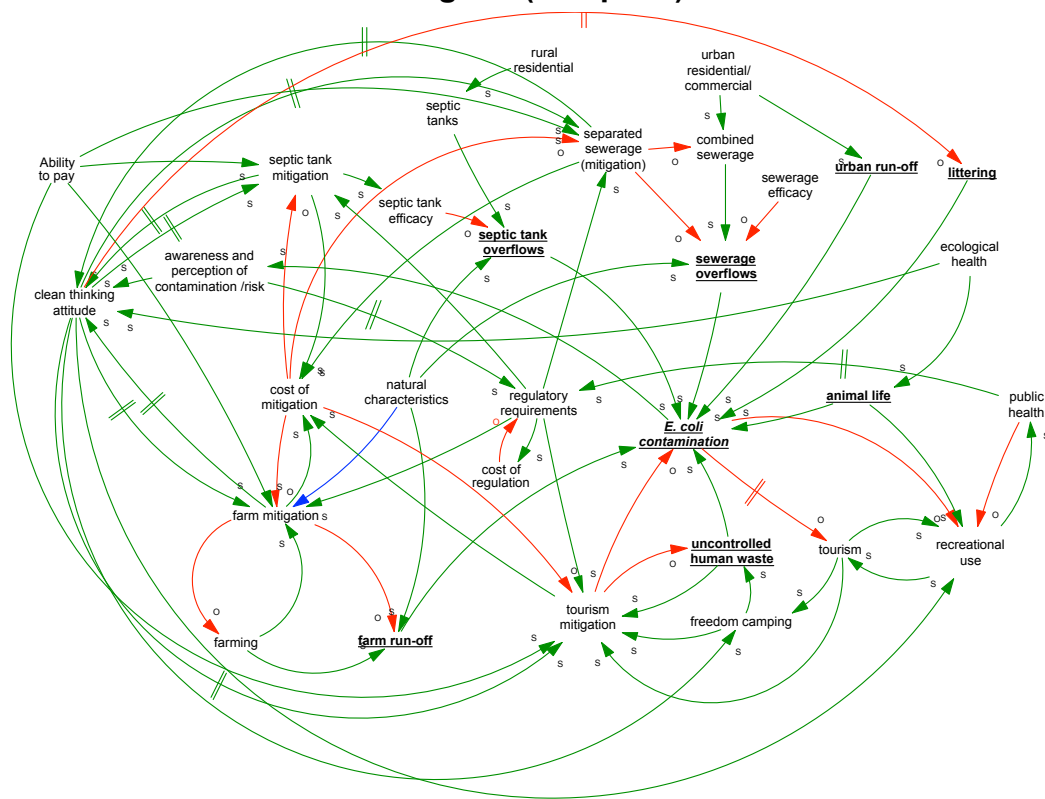 rural
residential
urban
residential/
commercial
septic
tanks
separated
sewerage
(mitigation)
combined
sewerage
Ability
to pay
septic tank
mitigation
urban run-off
littering
sewerage
efficacy
septic tank
efficacy
septic tank
overflows
sewerage
overflows
ecological
health
awareness and
perception of
contamination /risk
clean thinking
attitude
cost of
mitigation
natural
characteristics
regulatory
requirements
animal life
public
health
E. coli
contamination
cost of
regulation
farm mitigation
uncontrolled
human waste
tourism
recreational
use
farming
farm run-off
tourism
mitigation
freedom camping